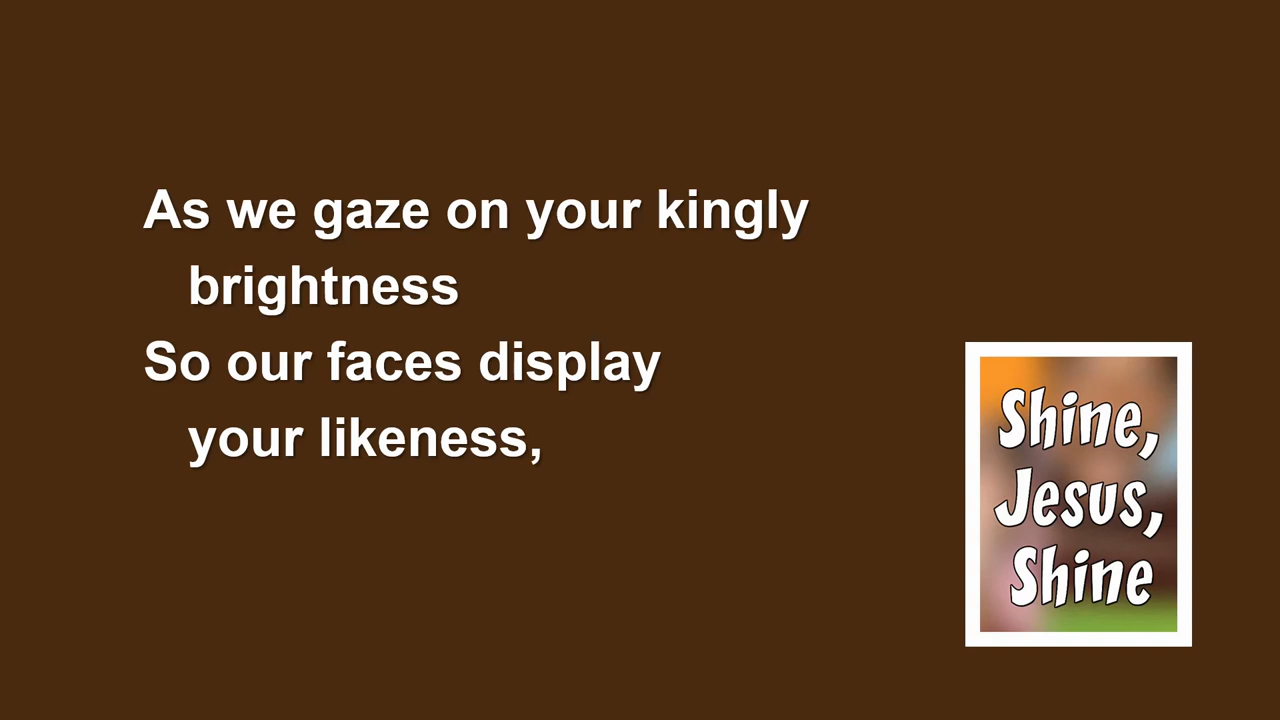 As we gaze on your kingly
brightness
So our faces display
your likeness,
Shine,
Jesus,
Shine